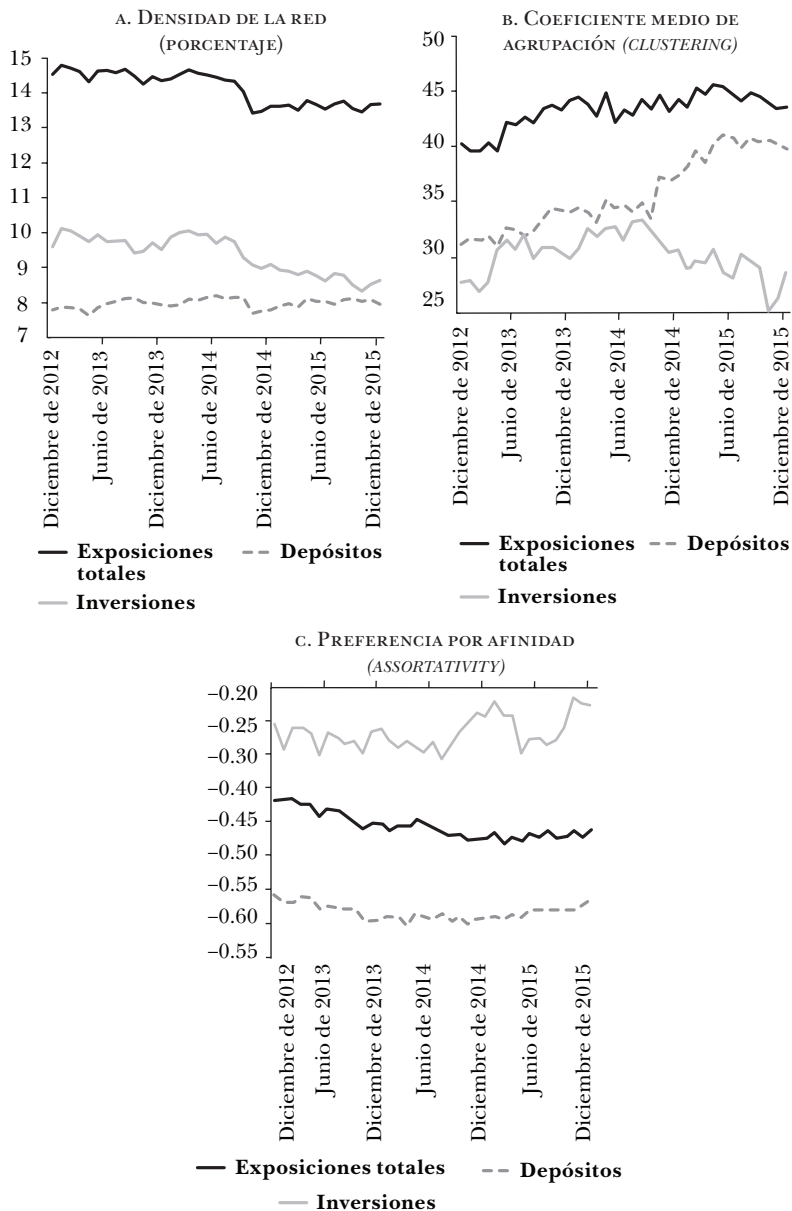 A. DENSIDAD DE LA RED
(PORCENTAJE)
15
14
13
12
11
10
9
8
7
Diciembre de 2012
Junio de 2013
Diciembre de 2013
Junio de 2014
Diciembre de 2014
Junio de 2015
Diciembre de 2015
Exposiciones totales
Depósitos
Inversiones
B. COEFICIENTE MEDIO DE
AGRUPACIÓN (CLUSTERING)
50
45
40
35
30
25
Diciembre de 2012
Junio de 2013
Diciembre de 2013
Junio de 2014
Diciembre de 2014
Junio de 2015
Diciembre de 2015
Exposiciones totales
Depósitos
Inversiones
C. PREFERENCIA POR AFINIDAD
(ASSORTATIVITY)
−0.20
−0.25
−0.30
−0.40
−0.45
−0.50
−0.55
−0.60
−0.55
Diciembre de 2012
Junio de 2013
Diciembre de 2013
Junio de 2014
Diciembre de 2014
Junio de 2015
Diciembre de 2015
Exposiciones totales
Depósitos
Inversiones